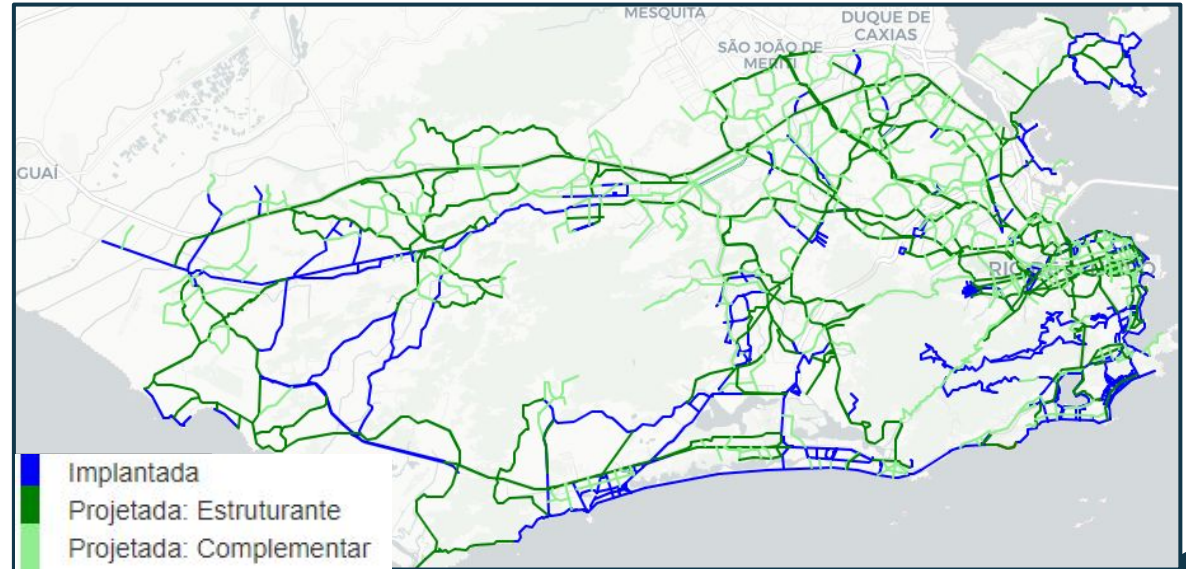 MESQUITA
DUQUE DE
CAXIAS
SÃO JOÃO DE
MERITI
GUAÍ
Implantada
Projetada: Estruturante
Projetada: Complementar